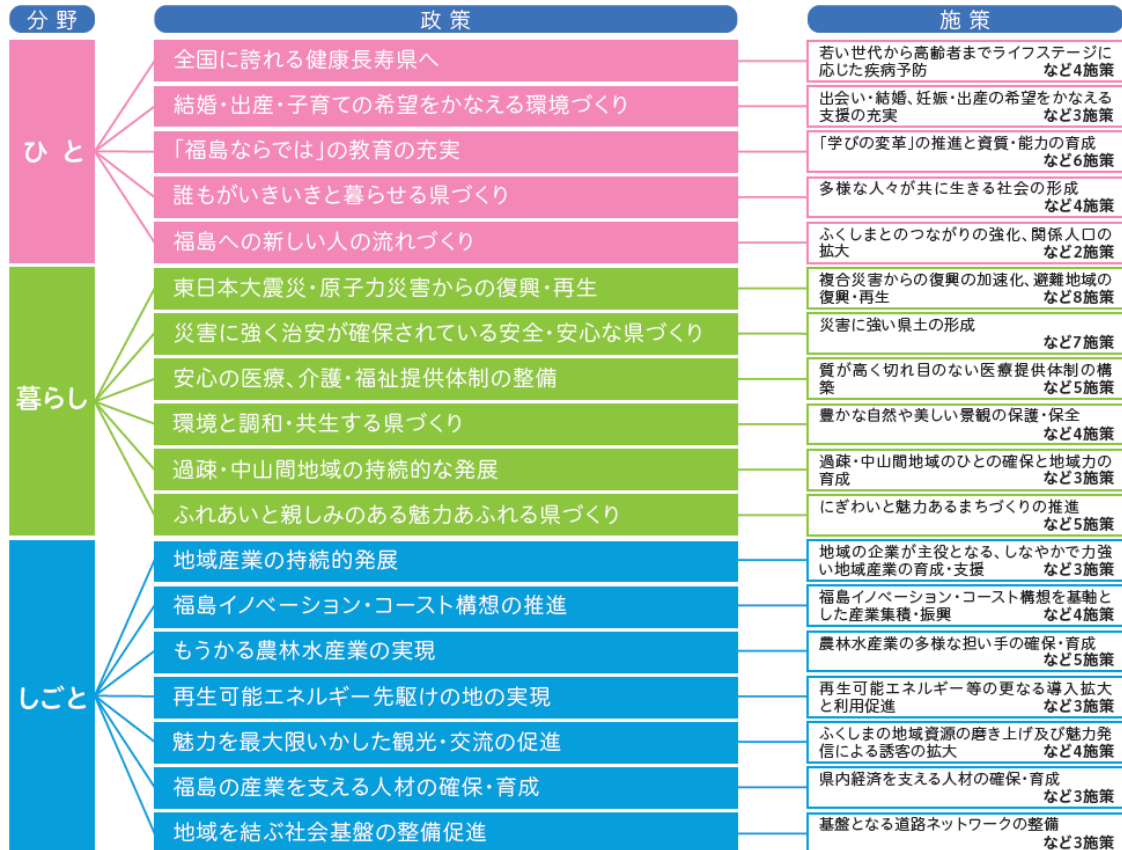 分野
政策
施策
ひと
全国に誇れる健康長寿県へ
若い世代から高齢者までライフステージに
応じた疾病予防 など4施策
結婚・出産・子育ての希望をかなえる環境づくり
出会い・結婚、妊娠・出産の希望をかなえる
支援の充実 など3施策
「福島ならでは」の教育の充実
「学びの変革」の推進と資質・能力の育成
など6施策
誰もがいきいきと暮らせる県づくり
多様な人々が共に生きる社会の形成
など4施策
福島への新しい人の流れづくり
ふくしまとのつながりの強化、関係人口の
拡大 など2施策
暮らし
東日本大震災・原子力災害からの復興・再生
複合災害からの復興の加速化、避難地域の
復興・再生 など8施策
災害に強く治安が確保されている安全・安心な県づくり
災害に強い県土の形成
など7施策
安心の医療、介護・福祉提供体制の整備
質が高く切れ目のない医療提供体制の構
築 など5施策
環境と調和・共生する県づくり
豊かな自然や美しい景観の保護・保全
など4施策
過疎・中山間地域の持続的な発展
過疎・中山間地域のひとの確保と地域力の
育成 など3施策
ふれあいと親しみのある魅力あふれる県づくり
にぎわいと魅力あるまちづくりの推進
など5施策
しごと
地域産業の持続的発展
地域の企業が主役となる、しなやかで力強
い地域産業の育成・支援 など3施策
福島イノベーション・コースト構想の推進
福島イノベーション・コースト構想を基軸と
した産業集積・振興 など4施策
もうかる農林水産業の実現
農林水産業の多様な担い手の確保・育成
など5施策
再生可能エネルギー先駆けの地の実現
再生可能エネルギー等の更なる導入拡大
と利用促進 など3施策
魅力を最大限いかした観光・交流の促進
ふくしまの地域資源の磨き上げ及び魅力発
信による誘客の拡大 など4施策
福島の産業を支える人材の確保・育成
県内経済を支える人材の確保・育成
など3施策
地域を結ぶ社会基盤の整備促進
基盤となる道路ネットワークの整備
など3施策